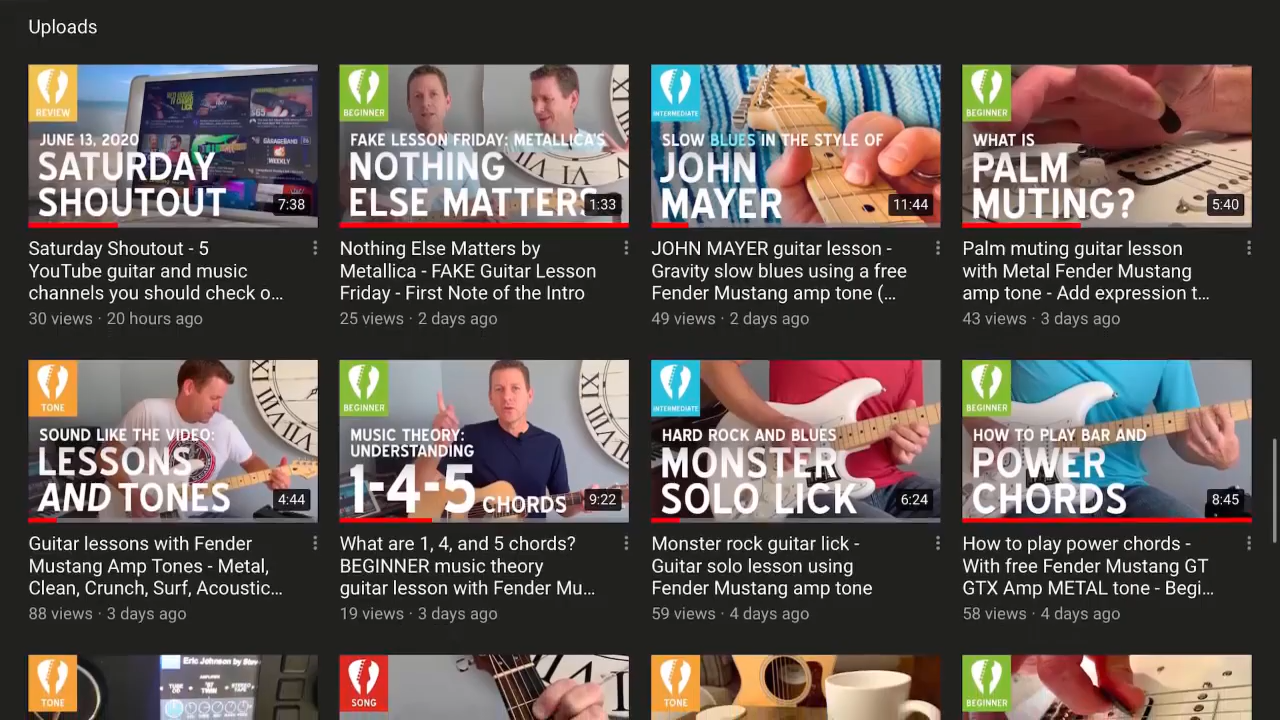 Uploads
REVIEW
JUNE 13, 2020
SATURDAY
SHOUTOUT
7:38
Saturday Shoutout - 5
YouTube guitar and music
channels you should check o...
30 views · 20 hours ago
BEGINNER
FAKE LESSON FRIDAY: METALLICA'S
NOTHING
ELSE MATTERS
1:33
Nothing Else Matters by
Metallica - FAKE Guitar Lesson
Friday - First Note of the Intro
25 views · 2 days ago
INTERMEDIATE
SLOW BLUES IN THE STYLE OF
JOHN
MAYER
11:44
JOHN MAYER guitar lesson -
Gravity slow blues using a free
Fender Mustang amp tone (...
49 views · 2 days ago
BEGINNER
WHAT IS
PALM
MUTING?
5:40
Palm muting guitar lesson
with Metal Fender Mustang
amp tone - Add expression t...
43 views · 3 days ago
TONE
SOUND LIKE THE VIDEO:
LESSONS
AND TONES
4:44
Guitar lessons with Fender
Mustang Amp Tones - Metal,
Clean, Crunch, Surf, Acoustic...
88 views · 3 days ago
BEGINNER
MUSIC THEORY:
UNDERSTANDING
1-4-5 CHORDS
9:22
What are 1, 4, and 5 chords?
BEGINNER music theory
guitar lesson with Fender Mu...
19 views · 3 days ago
INTERMEDIATE
HARD ROCK AND BLUES
MONSTER
SOLO LICK
6:24
Monster rock guitar lick -
Guitar solo lesson using
Fender Mustang amp tone
59 views · 4 days ago
BEGINNER
HOW TO PLAY BAR AND
POWER
CHORDS
8:45
How to play power chords -
With free Fender Mustang GT
GTX Amp METAL tone - Begi...
58 views · 4 days ago
TONE
Eric Johnson by Stev
SONG
TONE
BEGINNER